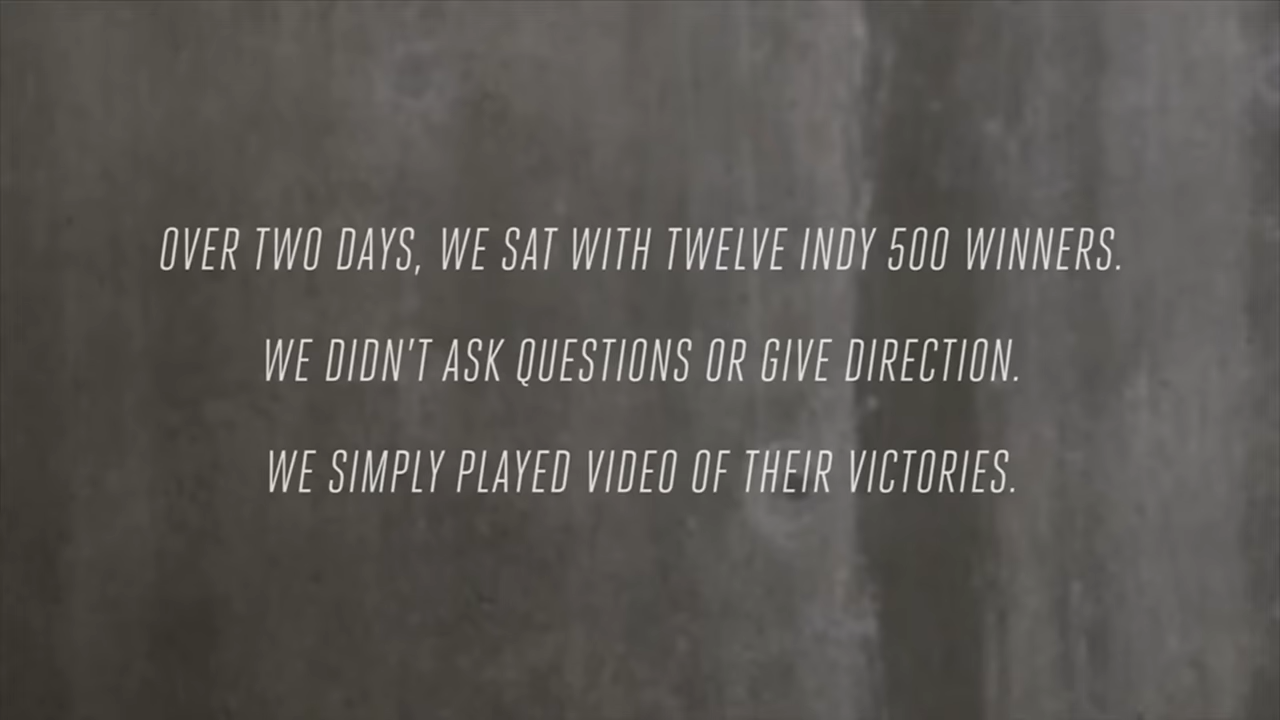 OVER TWO DAYS, WE SAT WITH TWELVE INDY 500 WINNERS.
WE DIDN'T ASK QUESTIONS OR GIVE DIRECTION.
WE SIMPLY PLAYED VIDEO OF THEIR VICTORIES.